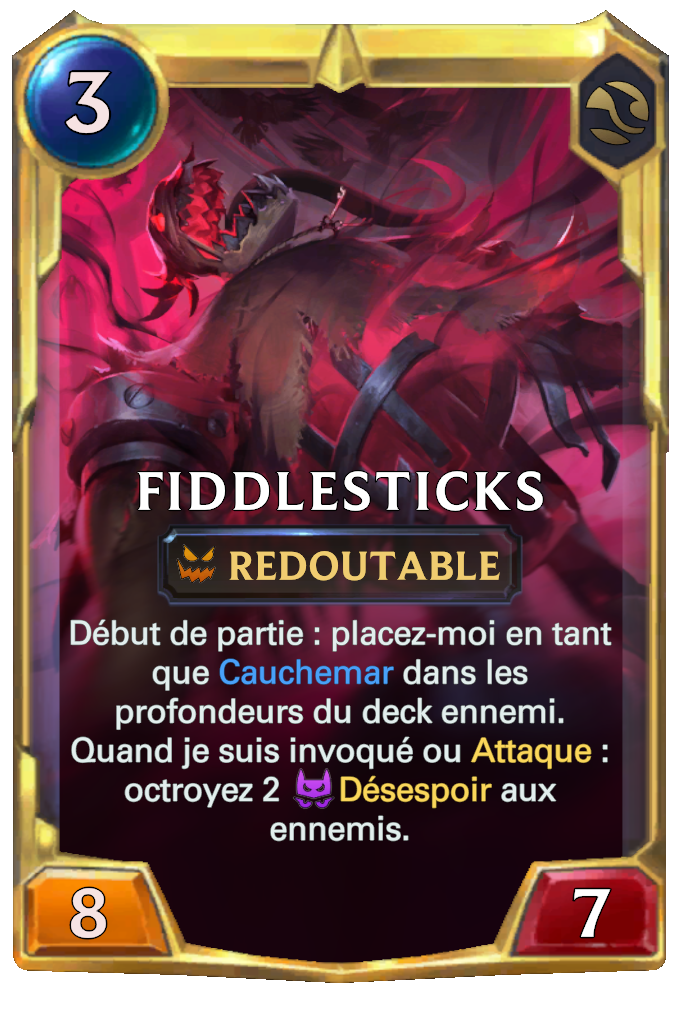 3
FIDDLESTICKS
REDOUTABLE
Début de partie : placez-moi en tant
que Cauchemar dans les
profondeurs du deck ennemi.
Quand je suis invoqué ou Attaque :
octroyez 2 Désespoir aux
ennemis.
8
7